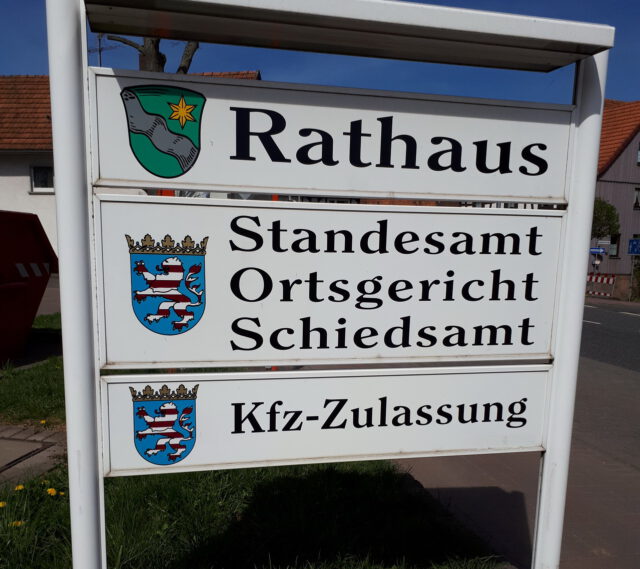 Rathaus
Standesamt
Ortsgericht
Schiedsamt
Kfz-Zulassung